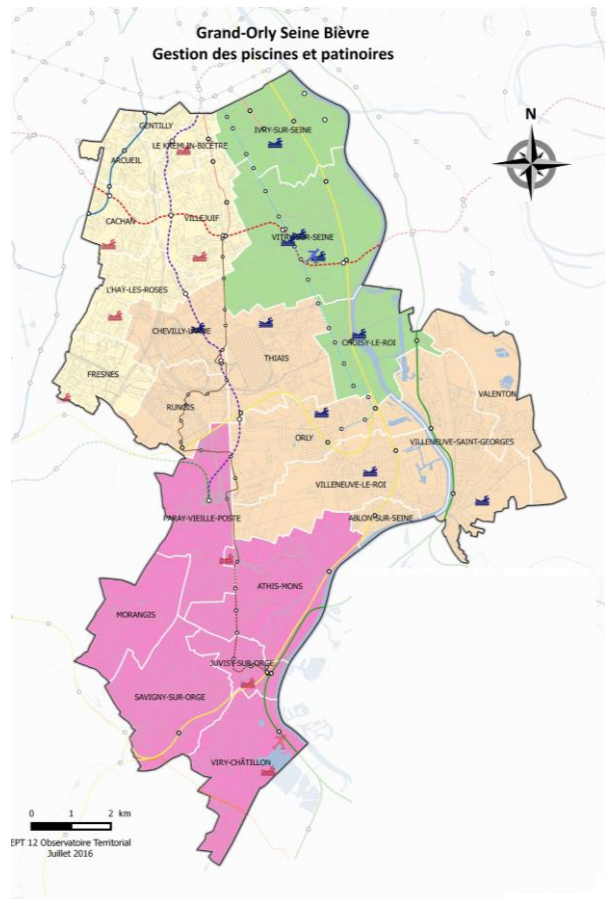 Grand-Orly Seine Bièvre
Gestion des piscines et patinoires
N
GENTILLY
IVRY-SUR-SEINE
LE KREMLIN-BICETRE
ARCUEIL
CACHAN
VILLEJUIF
VITRY-SUR-SEINE
L'HAY-LES-ROSES
CHEVILLY-LARUE
CHOISY-LE-ROI
THIAIS
FRESNES
VALENTON
RUNGIS
ORLY
VILLENEUVE-SAINT-GEORGES
VILLENEUVE-LE-ROI
PARAY-VIEILLE-POSTE
ABLON-SUR-SEINE
ATHIS-MONS
MORANGIS
JUVISY-SUR-ORGE
SAVIGNY-SUR-ORGE
VIRY-CHÂTILLON
0 1 2 km
EPT 12 Observatoire Territorial
Juillet 2016